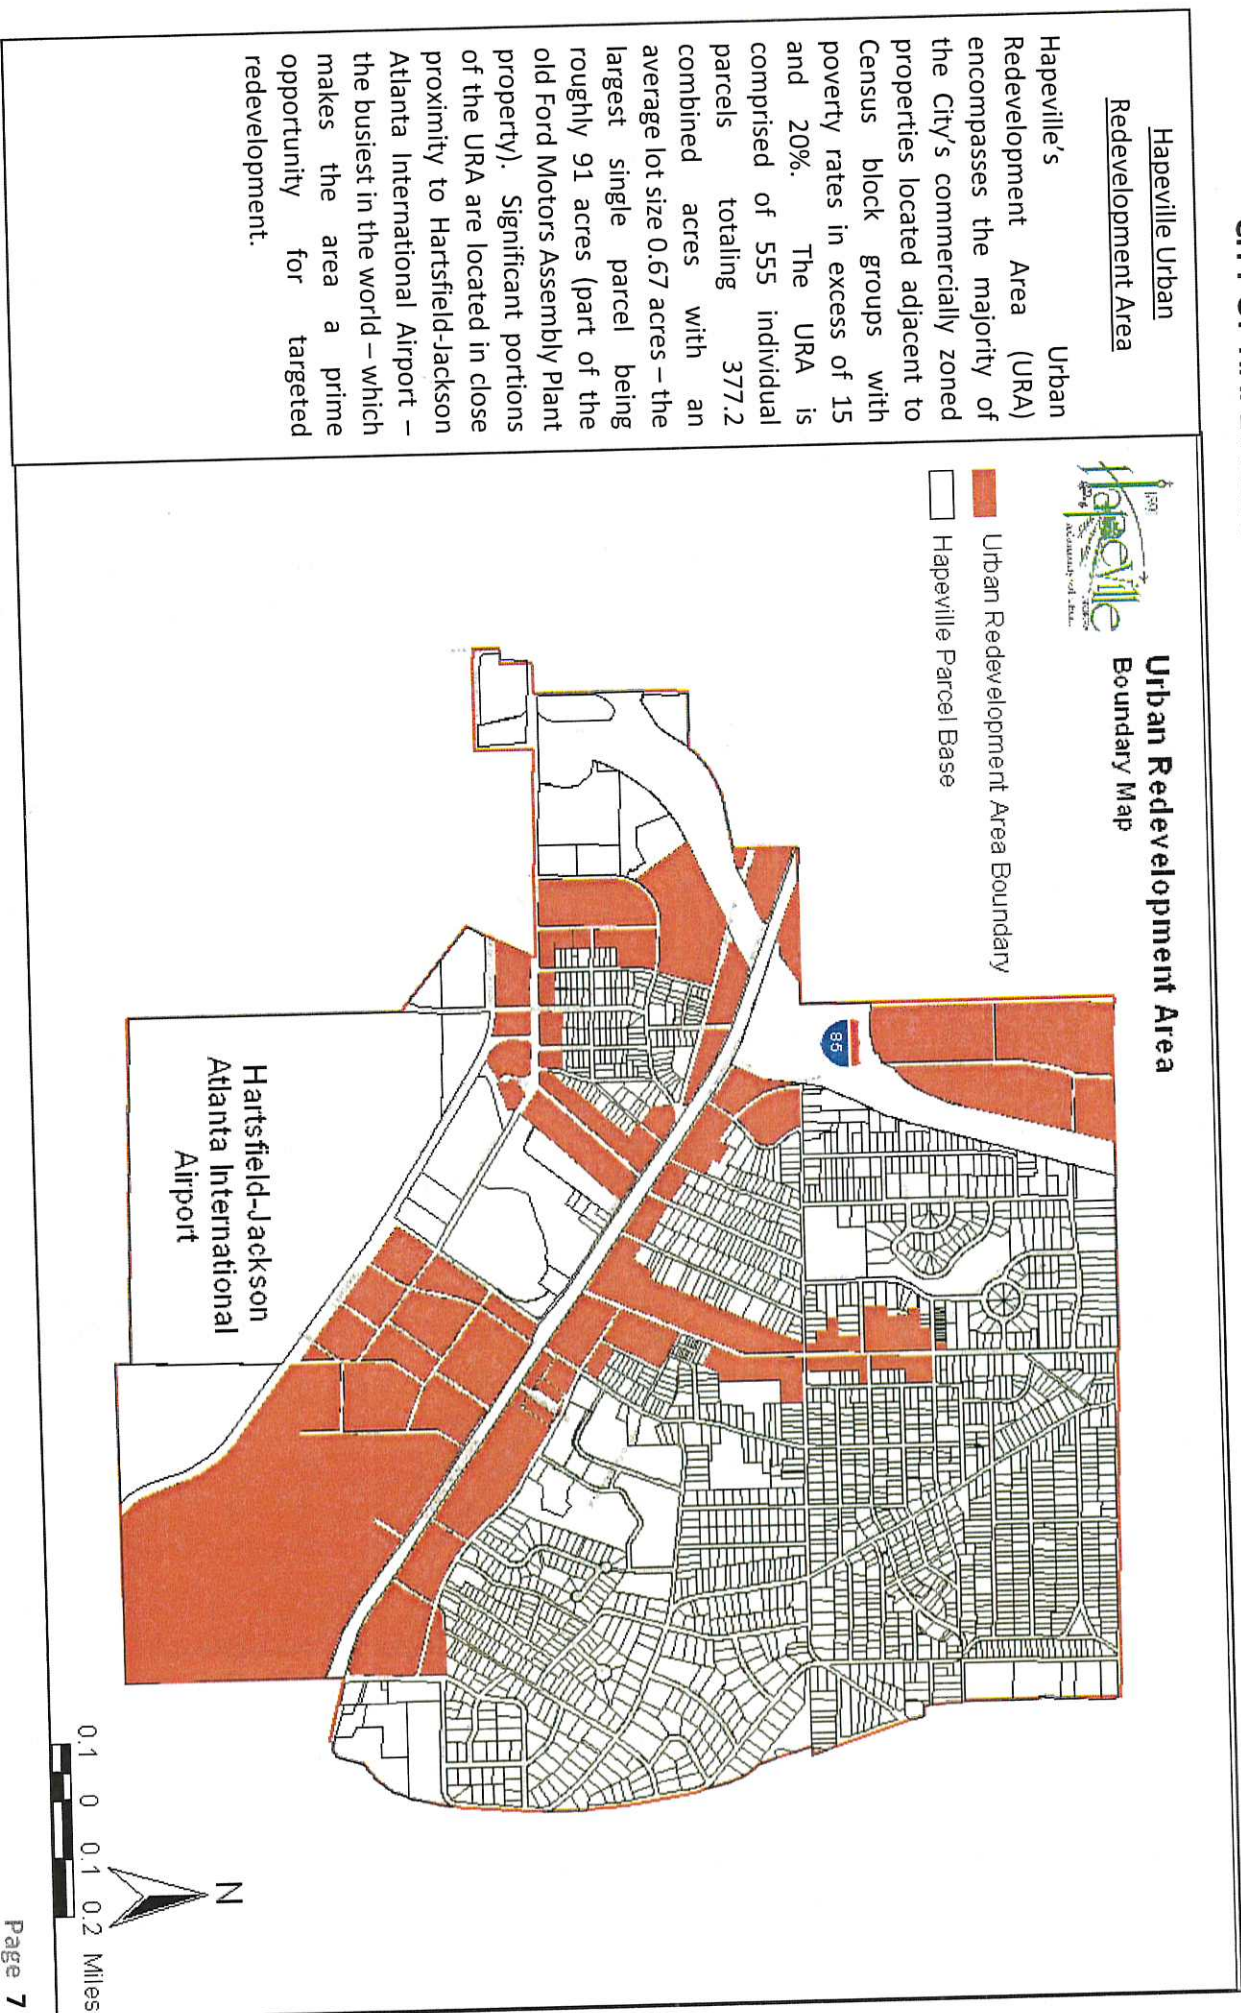 Hapeville Urban
Redevelopment Area
Hapeville's Urban
Redevelopment Area (URA)
encompasses the majority of
the City's commercially zoned
properties located adjacent to
Census block groups with
poverty rates in excess of 15
and 20%. The URA is
comprised of 555 individual
parcels totaling 377.2
combined acres with an
average lot size 0.67 acres – the
largest single parcel being
roughly 91 acres (part of the
old Ford Motors Assembly Plant
property). Significant portions
of the URA are located in close
proximity to Hartsfield-Jackson
Atlanta International Airport –
the busiest in the world – which
makes the area a prime
opportunity for targeted
redevelopment.
Hapeville
Urban Redevelopment Area
Boundary Map
Urban Redevelopment Area Boundary
Hapeville Parcel Base
85
Hartsfield-Jackson
Atlanta International
Airport
N
0.1 0 0.1 0.2 Miles
Page 7